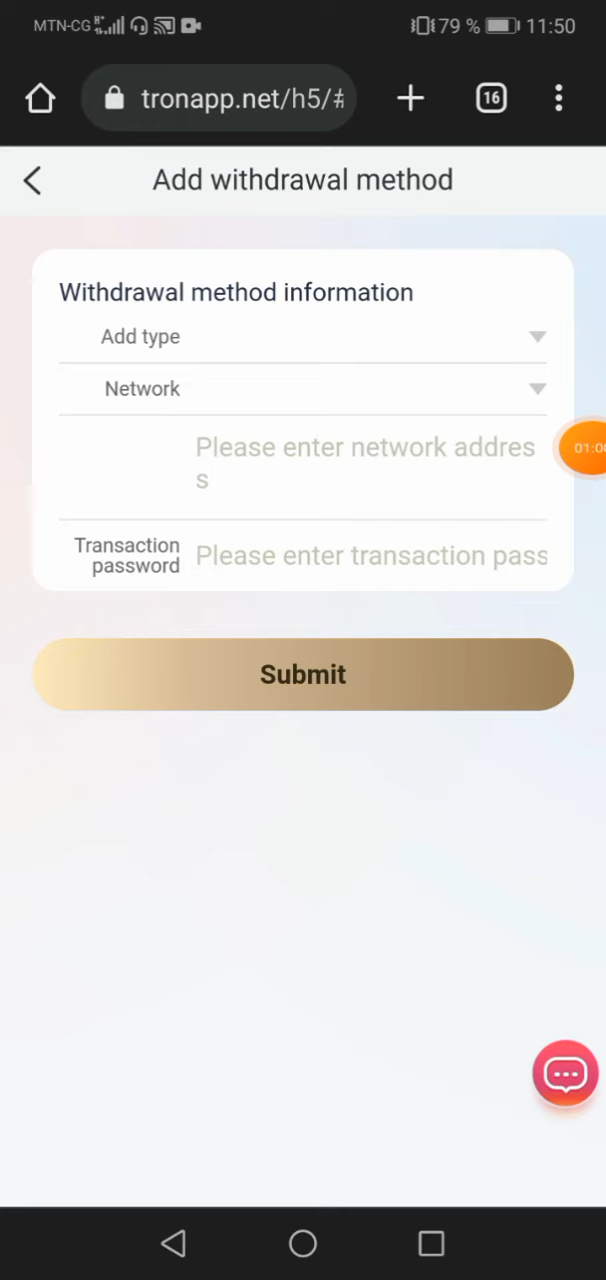 MTN-CG 79 % 11:50
tronapp.net/h5/# 16
Add withdrawal method
Withdrawal method information
Add type
Network
Please enter network addres
s
01:0
Transaction
password
Please enter transaction pass
Submit